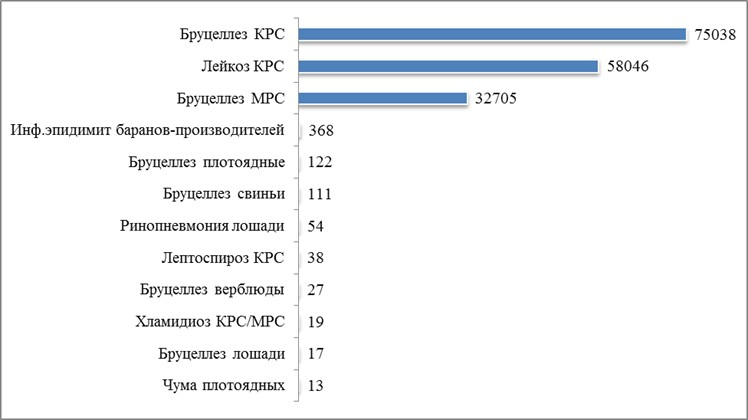 Бруцеллез КРС 75038
Лейкоз КРС 58046
Бруцеллез МРС 32705
Инф.эпидимит баранов-производителей 368
Бруцеллез плотоядные 122
Бруцеллез свиньи 111
Ринопневмония лошади 54
Лептоспироз КРС 38
Бруцеллез верблюды 27
Хламидиоз КРС/МРС 19
Бруцеллез лошади 17
Чума плотоядных 13